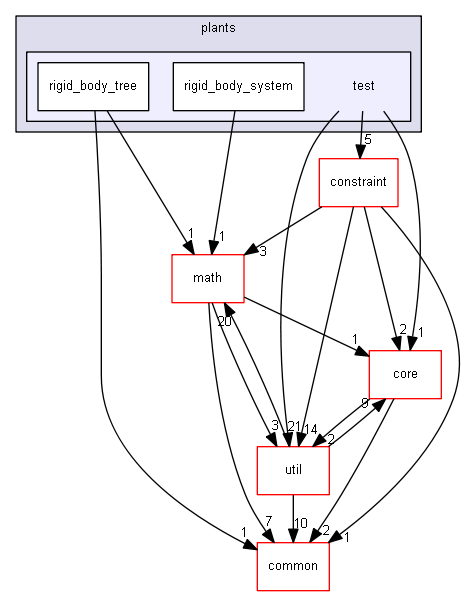 plants
rigid_body_tree
rigid_body_system
test
5
constraint
1
1
3
math
20
1
2
1
core
9
3
21
14
2
util
7
10
2
1
1
common